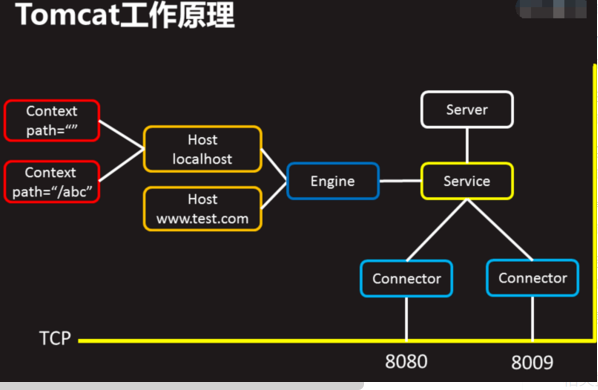 Tomcat工作原理
Context
path=“”
Context
path=“/abc”
Host
localhost
Host
www.test.com
Engine
Server
Service
Connector
Connector
TCP
8080
8009